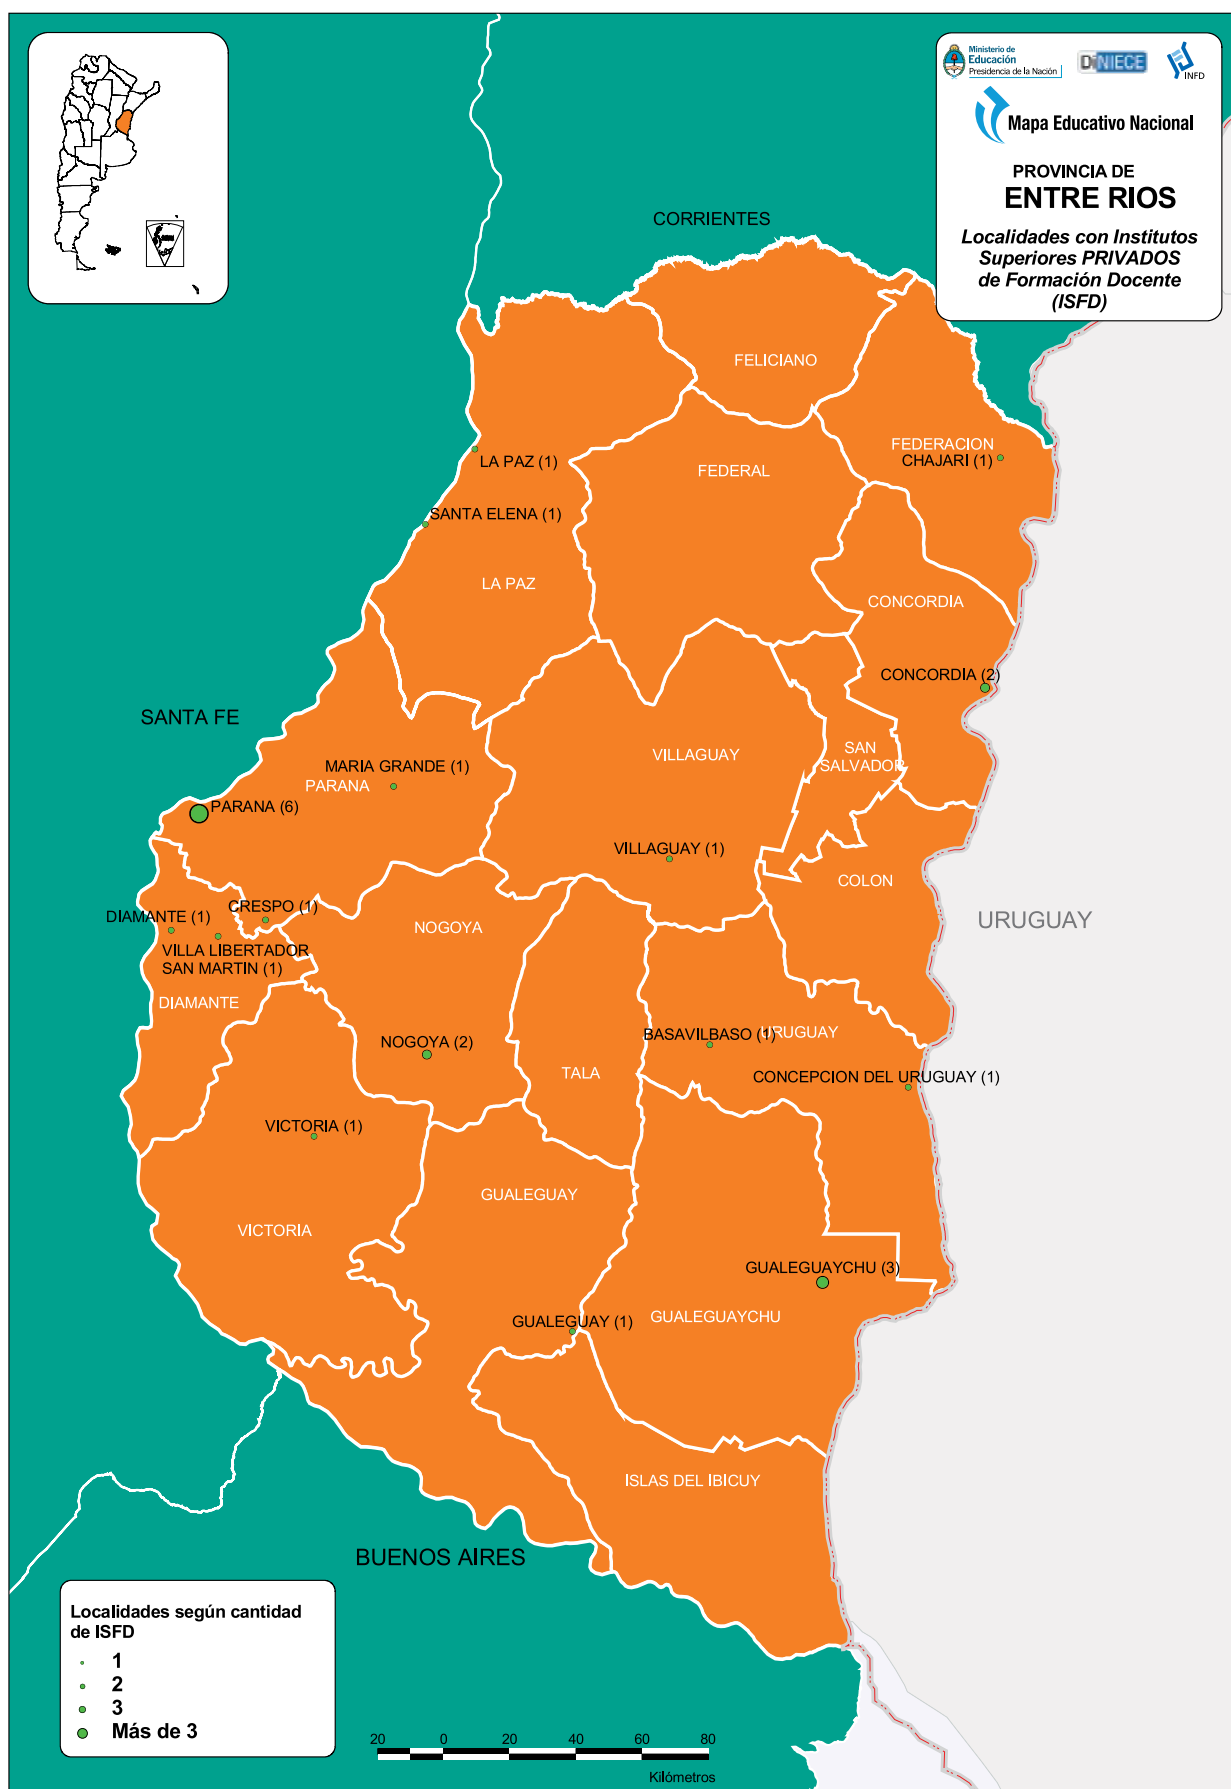 Ministerio de
Educación
Presidencia de la Nación
DiNIECE
INFD
Mapa Educativo Nacional
PROVINCIA DE
ENTRE RIOS
Localidades con Institutos
Superiores PRIVADOS
de Formación Docente
(ISFD)
CORRIENTES
FELICIANO
FEDERACION
CHAJARI (1)
LA PAZ (1)
FEDERAL
SANTA ELENA (1)
LA PAZ
CONCORDIA
CONCORDIA (2)
SANTA FE
VILLAGUAY
SAN
SALVADOR
MARIA GRANDE (1)
PARANA
PARANA (6)
VILLAGUAY (1)
COLON
CRESPO (1)
DIAMANTE (1)
NOGOYA
URUGUAY
VILLA LIBERTADOR
SAN MARTIN (1)
DIAMANTE
BASAVILBASO (1)
URUGUAY
NOGOYA (2)
TALA
CONCEPCION DEL URUGUAY (1)
VICTORIA (1)
GUALEGUAY
VICTORIA
GUALEGUAYCHU (3)
GUALEGUAY (1)
GUALEGUAYCHU
ISLAS DEL IBICUY
BUENOS AIRES
Localidades según cantidad
de ISFD
1
2
3
Más de 3
20 0 20 40 60 80
Kilómetros